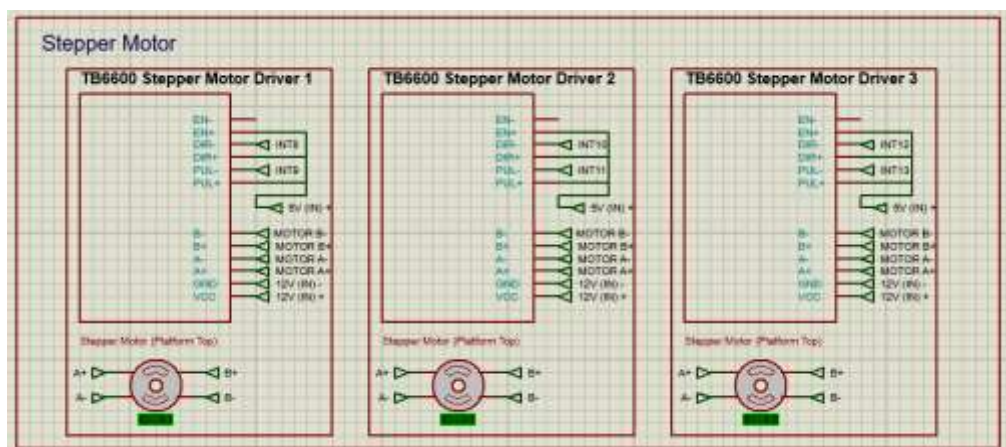 Stepper Motor
TB6600 Stepper Motor Driver 1
EN-
EN+
DIR-
INT8
DIR+
PUL-
INT9
PUL+
5V (IN) +
B-
MOTOR B-
B+
MOTOR B+
A-
MOTOR A-
A+
MOTOR A+
GND
12V (IN) -
VCC
12V (IN) +
Stepper Motor (Platform Top)
A+
B+
A-
B-
TB6600 Stepper Motor Driver 2
EN-
EN+
DIR-
INT10
DIR+
PUL-
INT11
PUL+
5V (IN) +
B-
MOTOR B-
B+
MOTOR B+
A-
MOTOR A-
A+
MOTOR A+
GND
12V (IN) -
VCC
12V (IN) +
Stepper Motor (Platform Top)
A+
B+
A-
B-
TB6600 Stepper Motor Driver 3
EN-
EN+
DIR-
INT12
DIR+
PUL-
INT13
PUL+
5V (IN) +
B-
MOTOR B-
B+
MOTOR B+
A-
MOTOR A-
A+
MOTOR A+
GND
12V (IN) -
VCC
12V (IN) +
Stepper Motor (Platform Top)
A+
B+
A-
B-